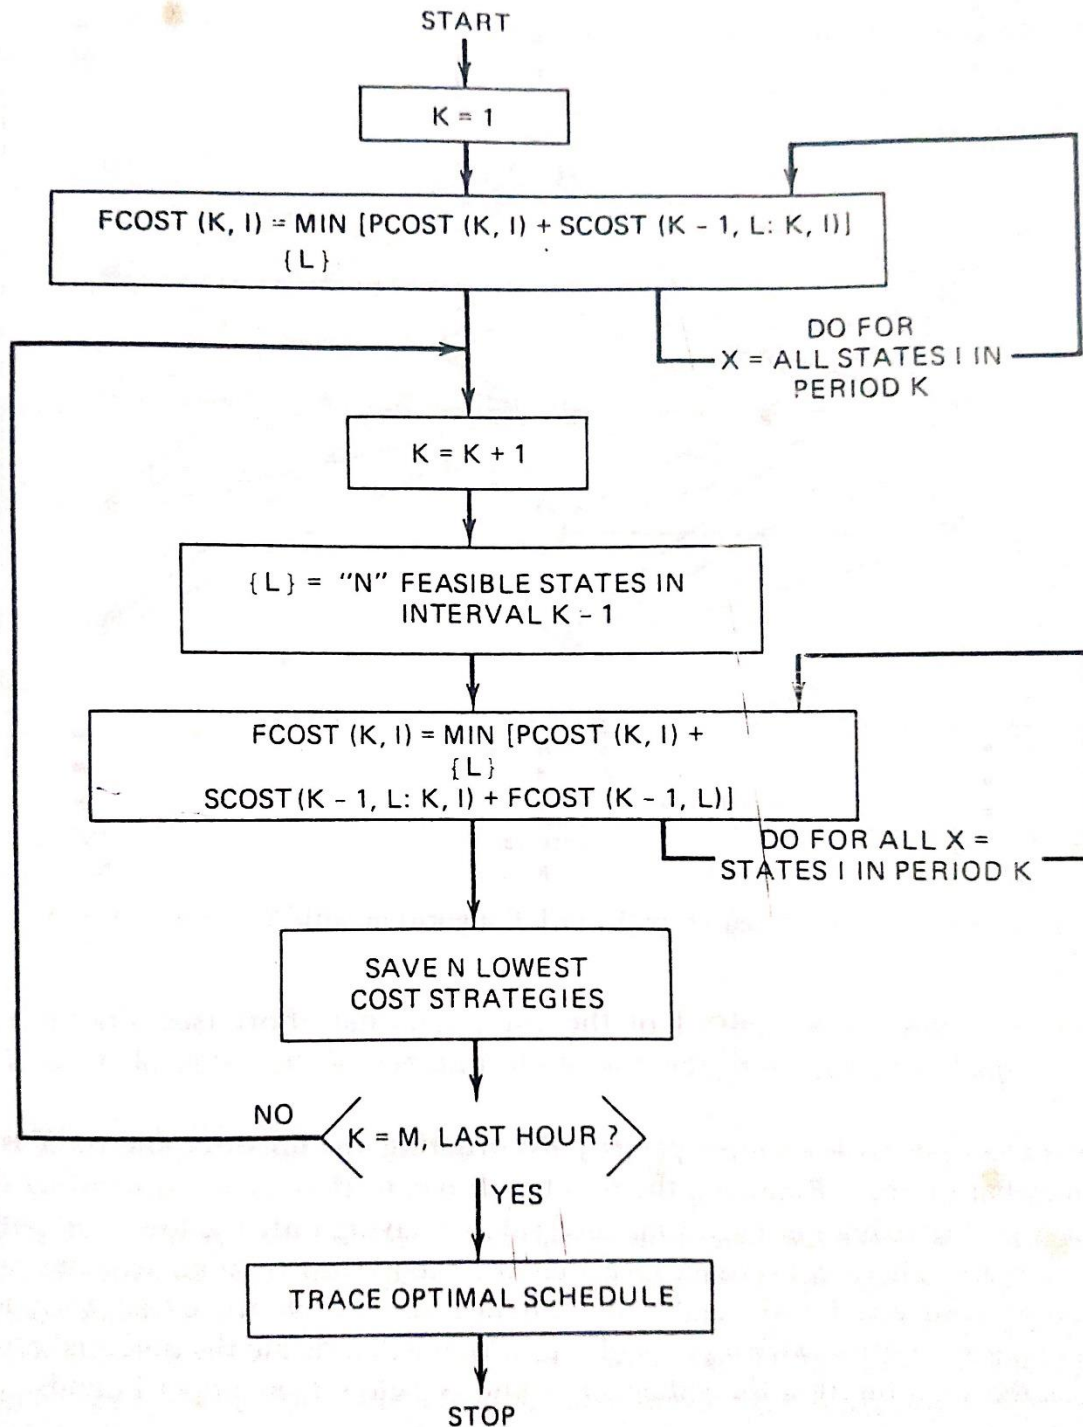 START
K = 1
FCOST (K, I) = MIN [PCOST (K, I) + SCOST (K - 1, L: K, I)]
{L}
DO FOR
X = ALL STATES I IN
PERIOD K
K = K + 1
{L} = "N" FEASIBLE STATES IN
INTERVAL K - 1
FCOST (K, I) = MIN [PCOST (K, I) +
{L}
SCOST (K - 1, L: K, I) + FCOST (K - 1, L)]
DO FOR ALL X =
STATES I IN PERIOD K
SAVE N LOWEST
COST STRATEGIES
NO
K = M, LAST HOUR ?
YES
TRACE OPTIMAL SCHEDULE
STOP